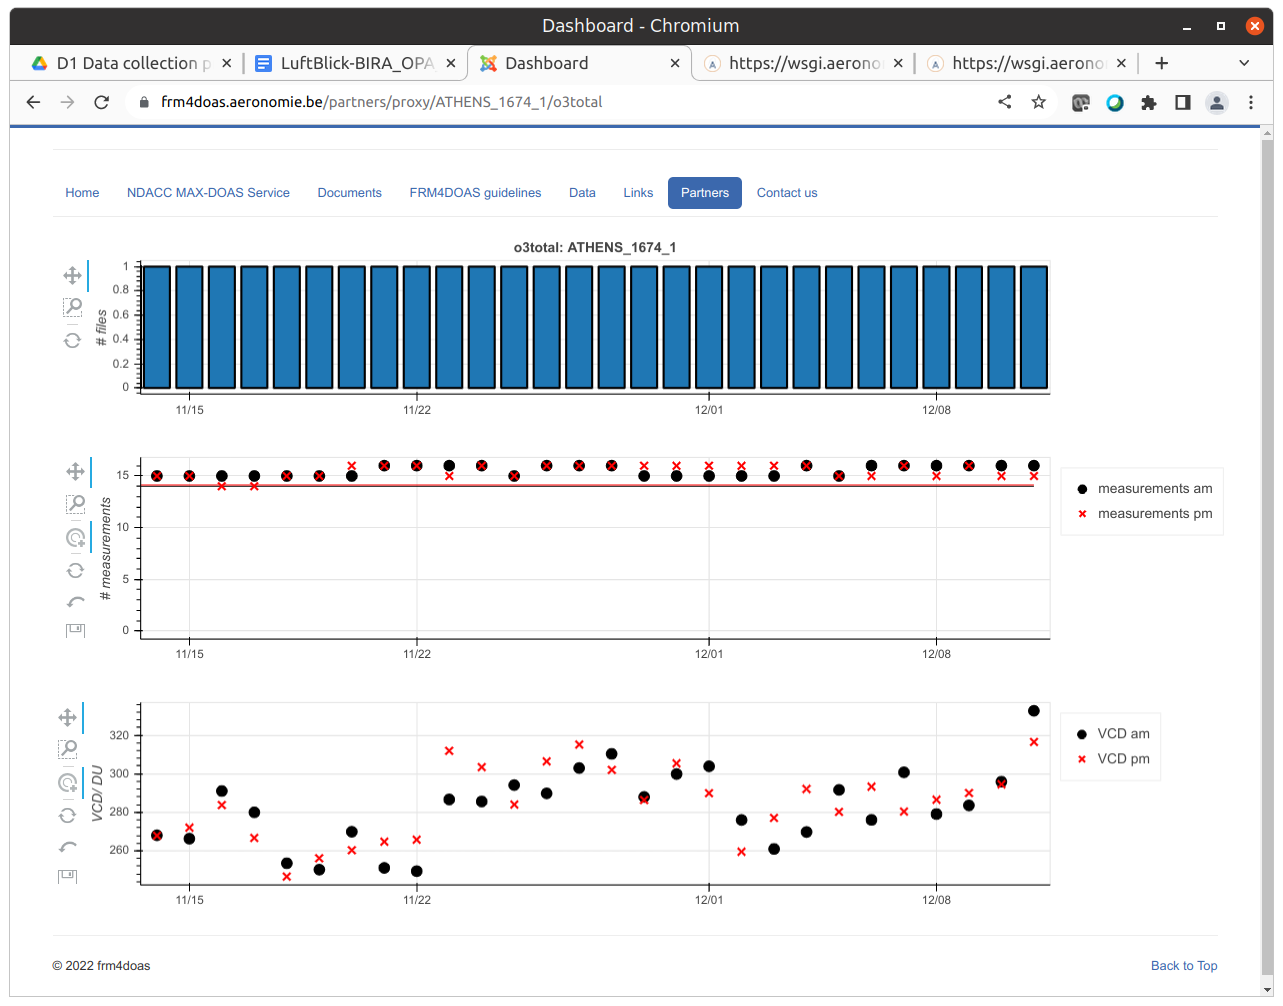 Dashboard - Chromium
D1 Data collection p
LuftBlick-BIRA_OPA
Dashboard
https://wsgi.aerono
https://wsgi.aerono
frm4doas.aeronomie.be/partners/proxy/ATHENS_1674_1/o3total
Home NDACC MAX-DOAS Service Documents FRM4DOAS guidelines Data Links Partners Contact us
o3total: ATHENS_1674_1
# files
1
0.8
0.6
0.4
0.2
0
11/15 11/22 12/01 12/08
# measurements
15
10
5
0
11/15 11/22 12/01 12/08
measurements am
measurements pm
VCD/ DU
320
300
280
260
11/15 11/22 12/01 12/08
VCD am
VCD pm
© 2022 frm4doas
Back to Top